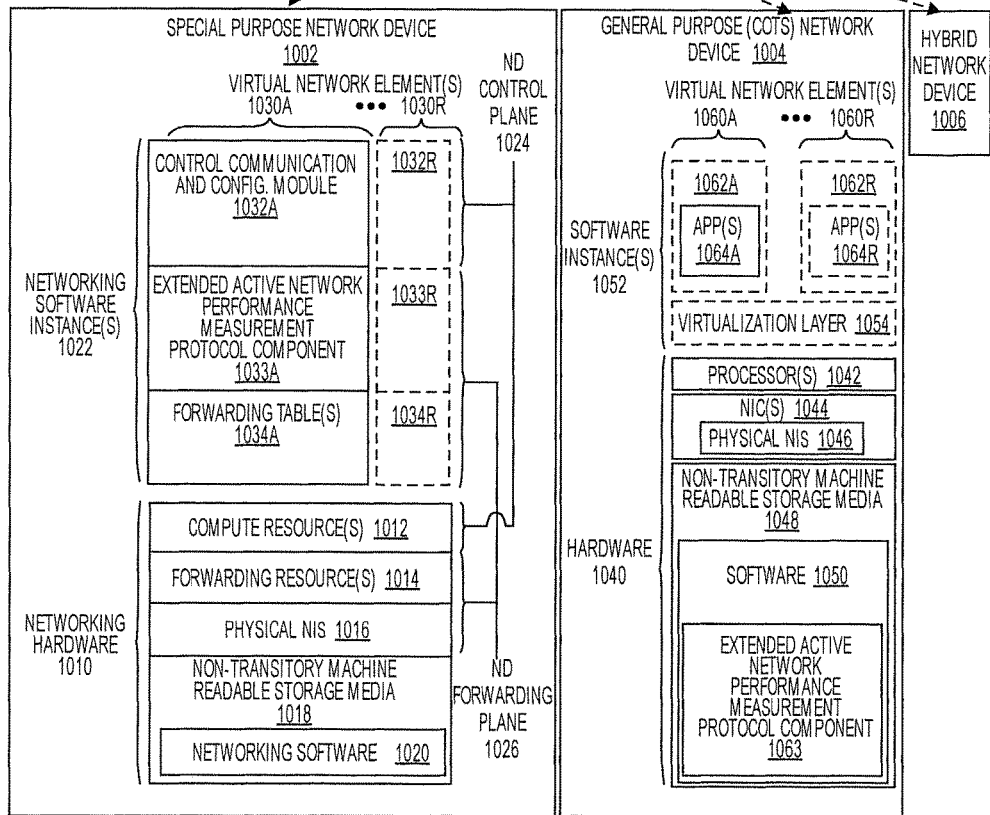 SPECIAL PURPOSE NETWORK DEVICE
1002
VIRTUAL NETWORK ELEMENT(S)
1030A ••• 1030R
ND
CONTROL
PLANE
1024
NETWORKING
SOFTWARE
INSTANCE(S)
1022
CONTROL COMMUNICATION
AND CONFIG. MODULE
1032A
1032R
EXTENDED ACTIVE NETWORK
PERFORMANCE
MEASUREMENT
PROTOCOL COMPONENT
1033A
1033R
FORWARDING TABLE(S)
1034A
1034R
NETWORKING
HARDWARE
1010
COMPUTE RESOURCE(S) 1012
FORWARDING RESOURCE(S) 1014
PHYSICAL NIS 1016
NON-TRANSITORY MACHINE
READABLE STORAGE MEDIA
1018
NETWORKING SOFTWARE 1020
ND
FORWARDING
PLANE
1026
GENERAL PURPOSE (COTS) NETWORK
DEVICE 1004
VIRTUAL NETWORK ELEMENT(S)
1060A ••• 1060R
SOFTWARE
INSTANCE(S)
1052
1062A
APP(S)
1064A
1062R
APP(S)
1064R
VIRTUALIZATION LAYER 1054
HARDWARE
1040
PROCESSOR(S) 1042
NIC(S) 1044
PHYSICAL NIS 1046
NON-TRANSITORY MACHINE
READABLE STORAGE MEDIA
1048
SOFTWARE 1050
EXTENDED ACTIVE
NETWORK
PERFORMANCE
MEASUREMENT
PROTOCOL COMPONENT
1063
HYBRID
NETWORK
DEVICE
1006